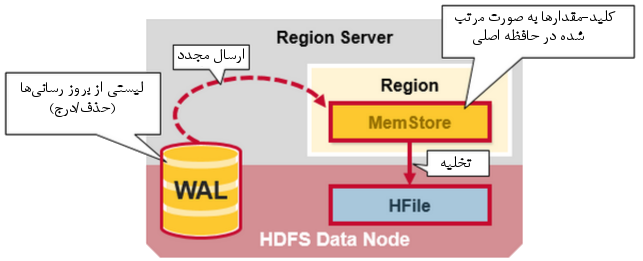 کلید-مقدارها به صورت مرتب
شده در حافظه اصلی
Region Server
ارسال مجدد
Region
لیستی از بروز رسانی‌ها
(حذف/درج)
MemStore
تخلیه
WAL
HFile
HDFS Data Node